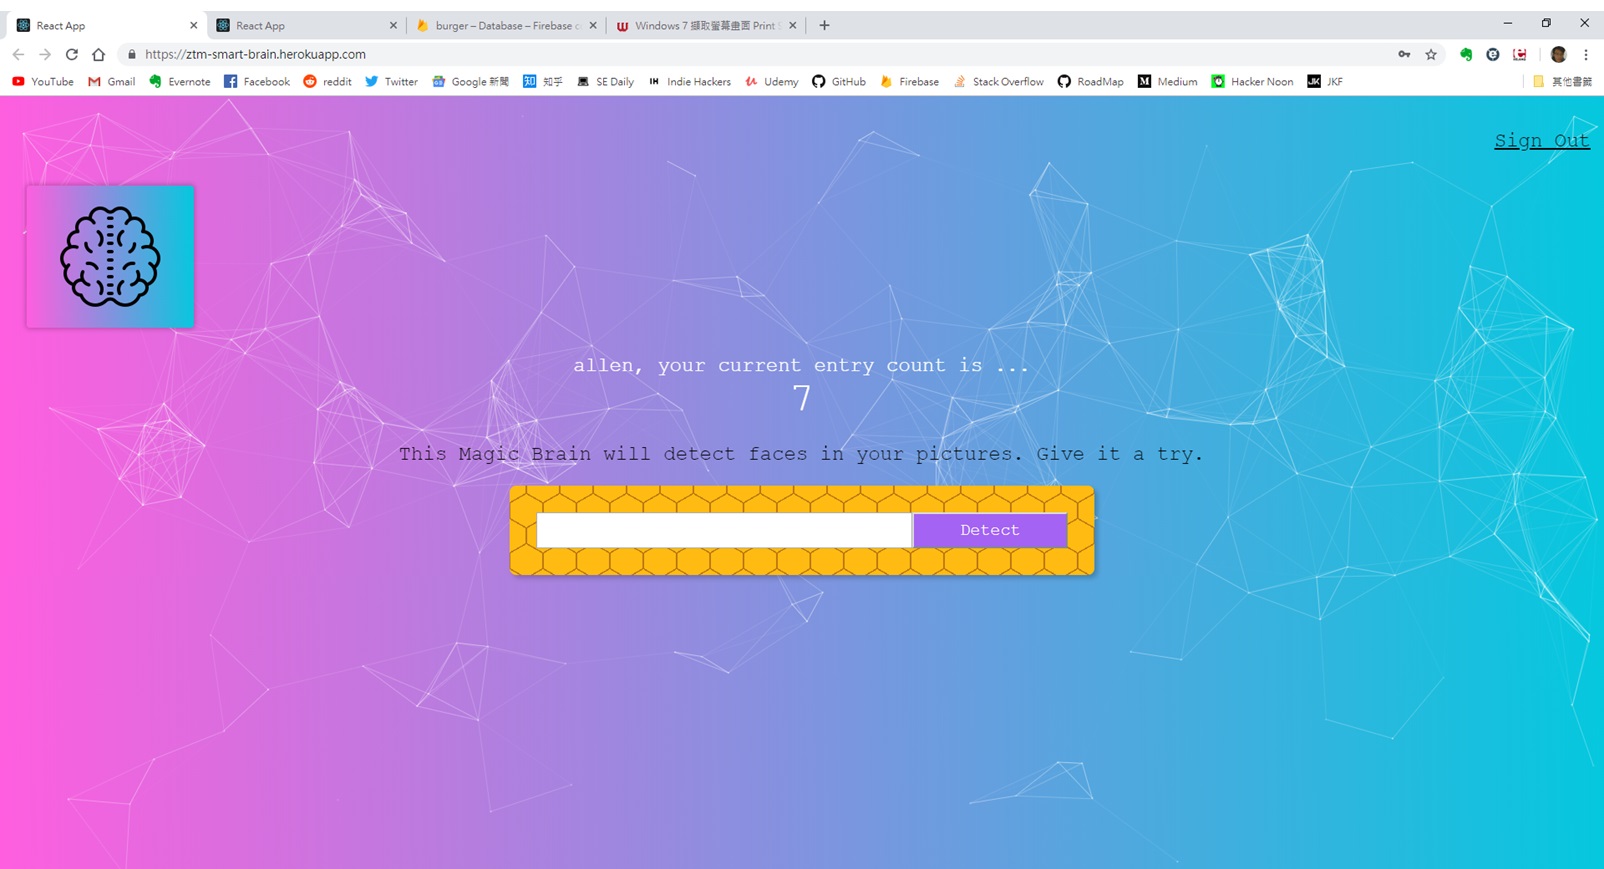 React App
React App
burger – Database – Firebase c
Windows 7 擷取螢幕畫面 Print
https://ztm-smart-brain.herokuapp.com
YouTube Gmail Evernote Facebook reddit Twitter Google 新聞 知乎 SE Daily Indie Hackers Udemy GitHub Firebase Stack Overflow RoadMap Medium Hacker Noon JKF 其他書籤
Sign Out
allen, your current entry count is ...
7
This Magic Brain will detect faces in your pictures. Give it a try.
Detect